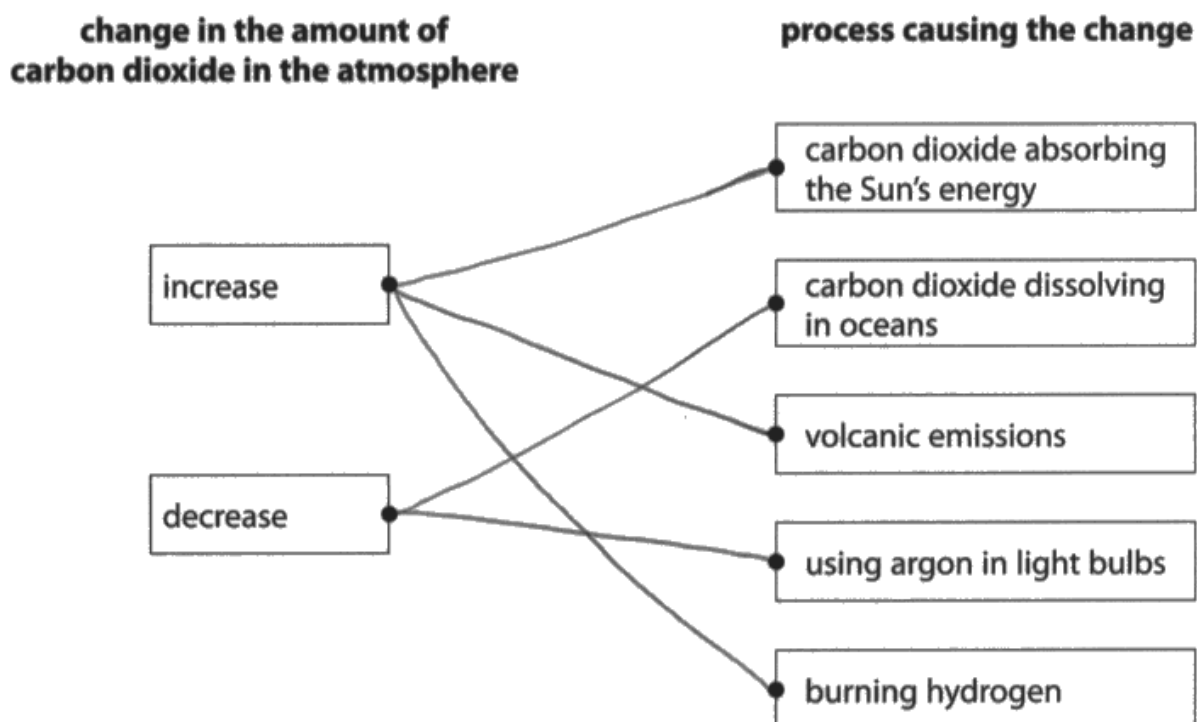 change in the amount of
carbon dioxide in the atmosphere
process causing the change
carbon dioxide absorbing
the Sun's energy
increase
carbon dioxide dissolving
in oceans
volcanic emissions
decrease
using argon in light bulbs
burning hydrogen